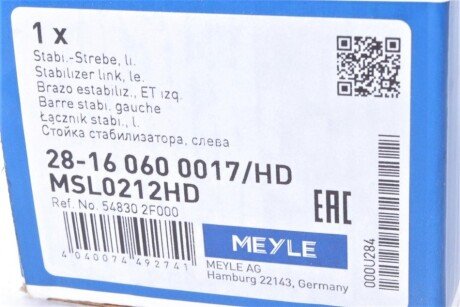 1 x
Stabi.-Strebe, li.
Stabilizer link, le.
Brazo estabiliz., ET izq.
Barre stabi. gauche
Łącznik stabi., l.
Стойка стабилизатора, слева
28-16 060 0017/HD
MSL0212HD
Ref. No. 54830 2F000
EAC
4 040074 492741
MEYLE
MEYLE AG
Hamburg 22143, Germany
000U284